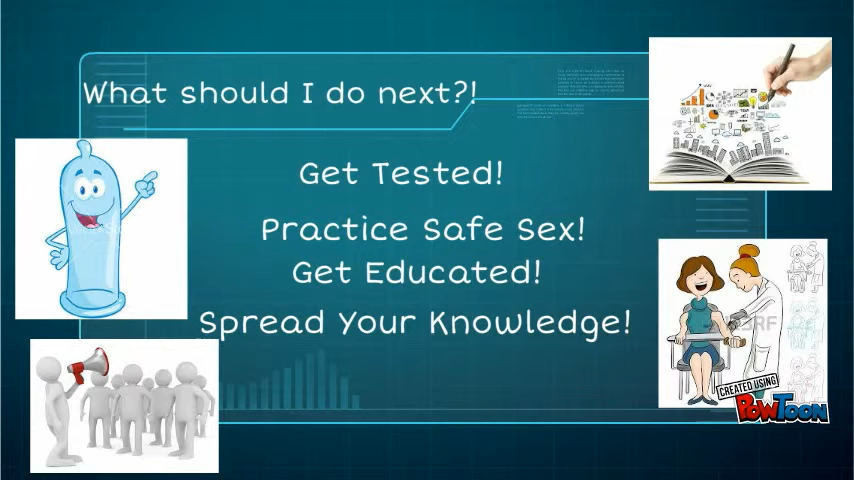 What should I do next?!
Get Tested!
Practice Safe Sex!
Get Educated!
Spread Your Knowledge!
CREATED USING
POWTOON